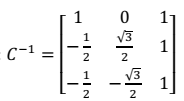 C⁻¹ = [ 1 0 1
-1/2 √3/2 1
-1/2 -√3/2 1 ]